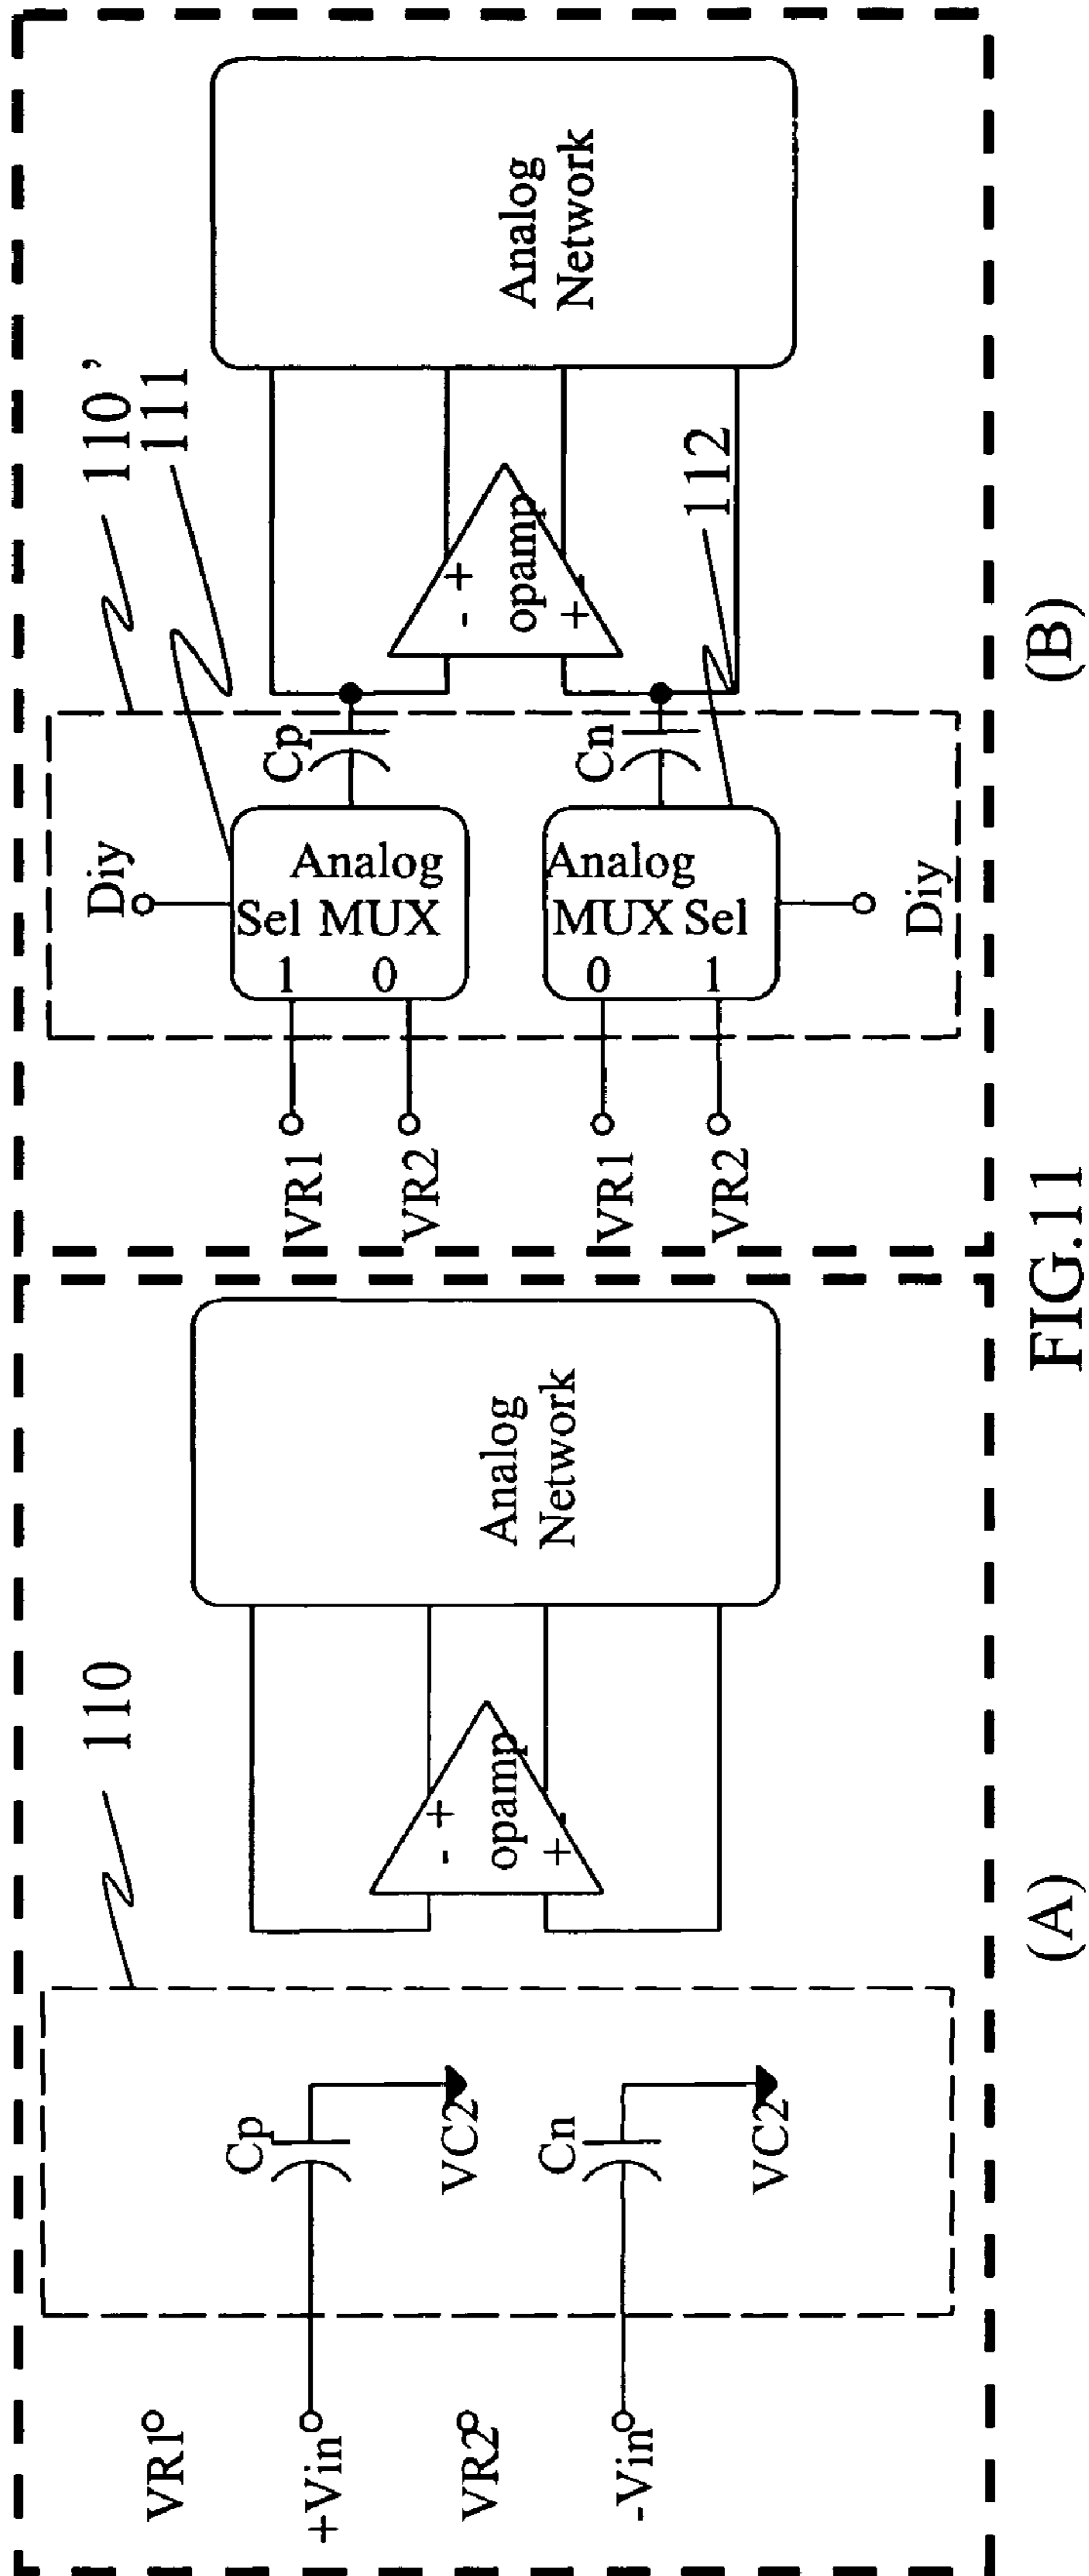 110
VR1
+Vin
VR2
-Vin
Cp
VC2
Cn
VC2
- +
opamp
+ -
Analog
Network
(A)
110'
111
Diy
Sel
Analog
MUX
1
0
VR1
VR2
Cp
Analog
MUX Sel
0
1
VR1
VR2
Cn
Diy
112
- +
opamp
+ -
Analog
Network
(B)
FIG.11